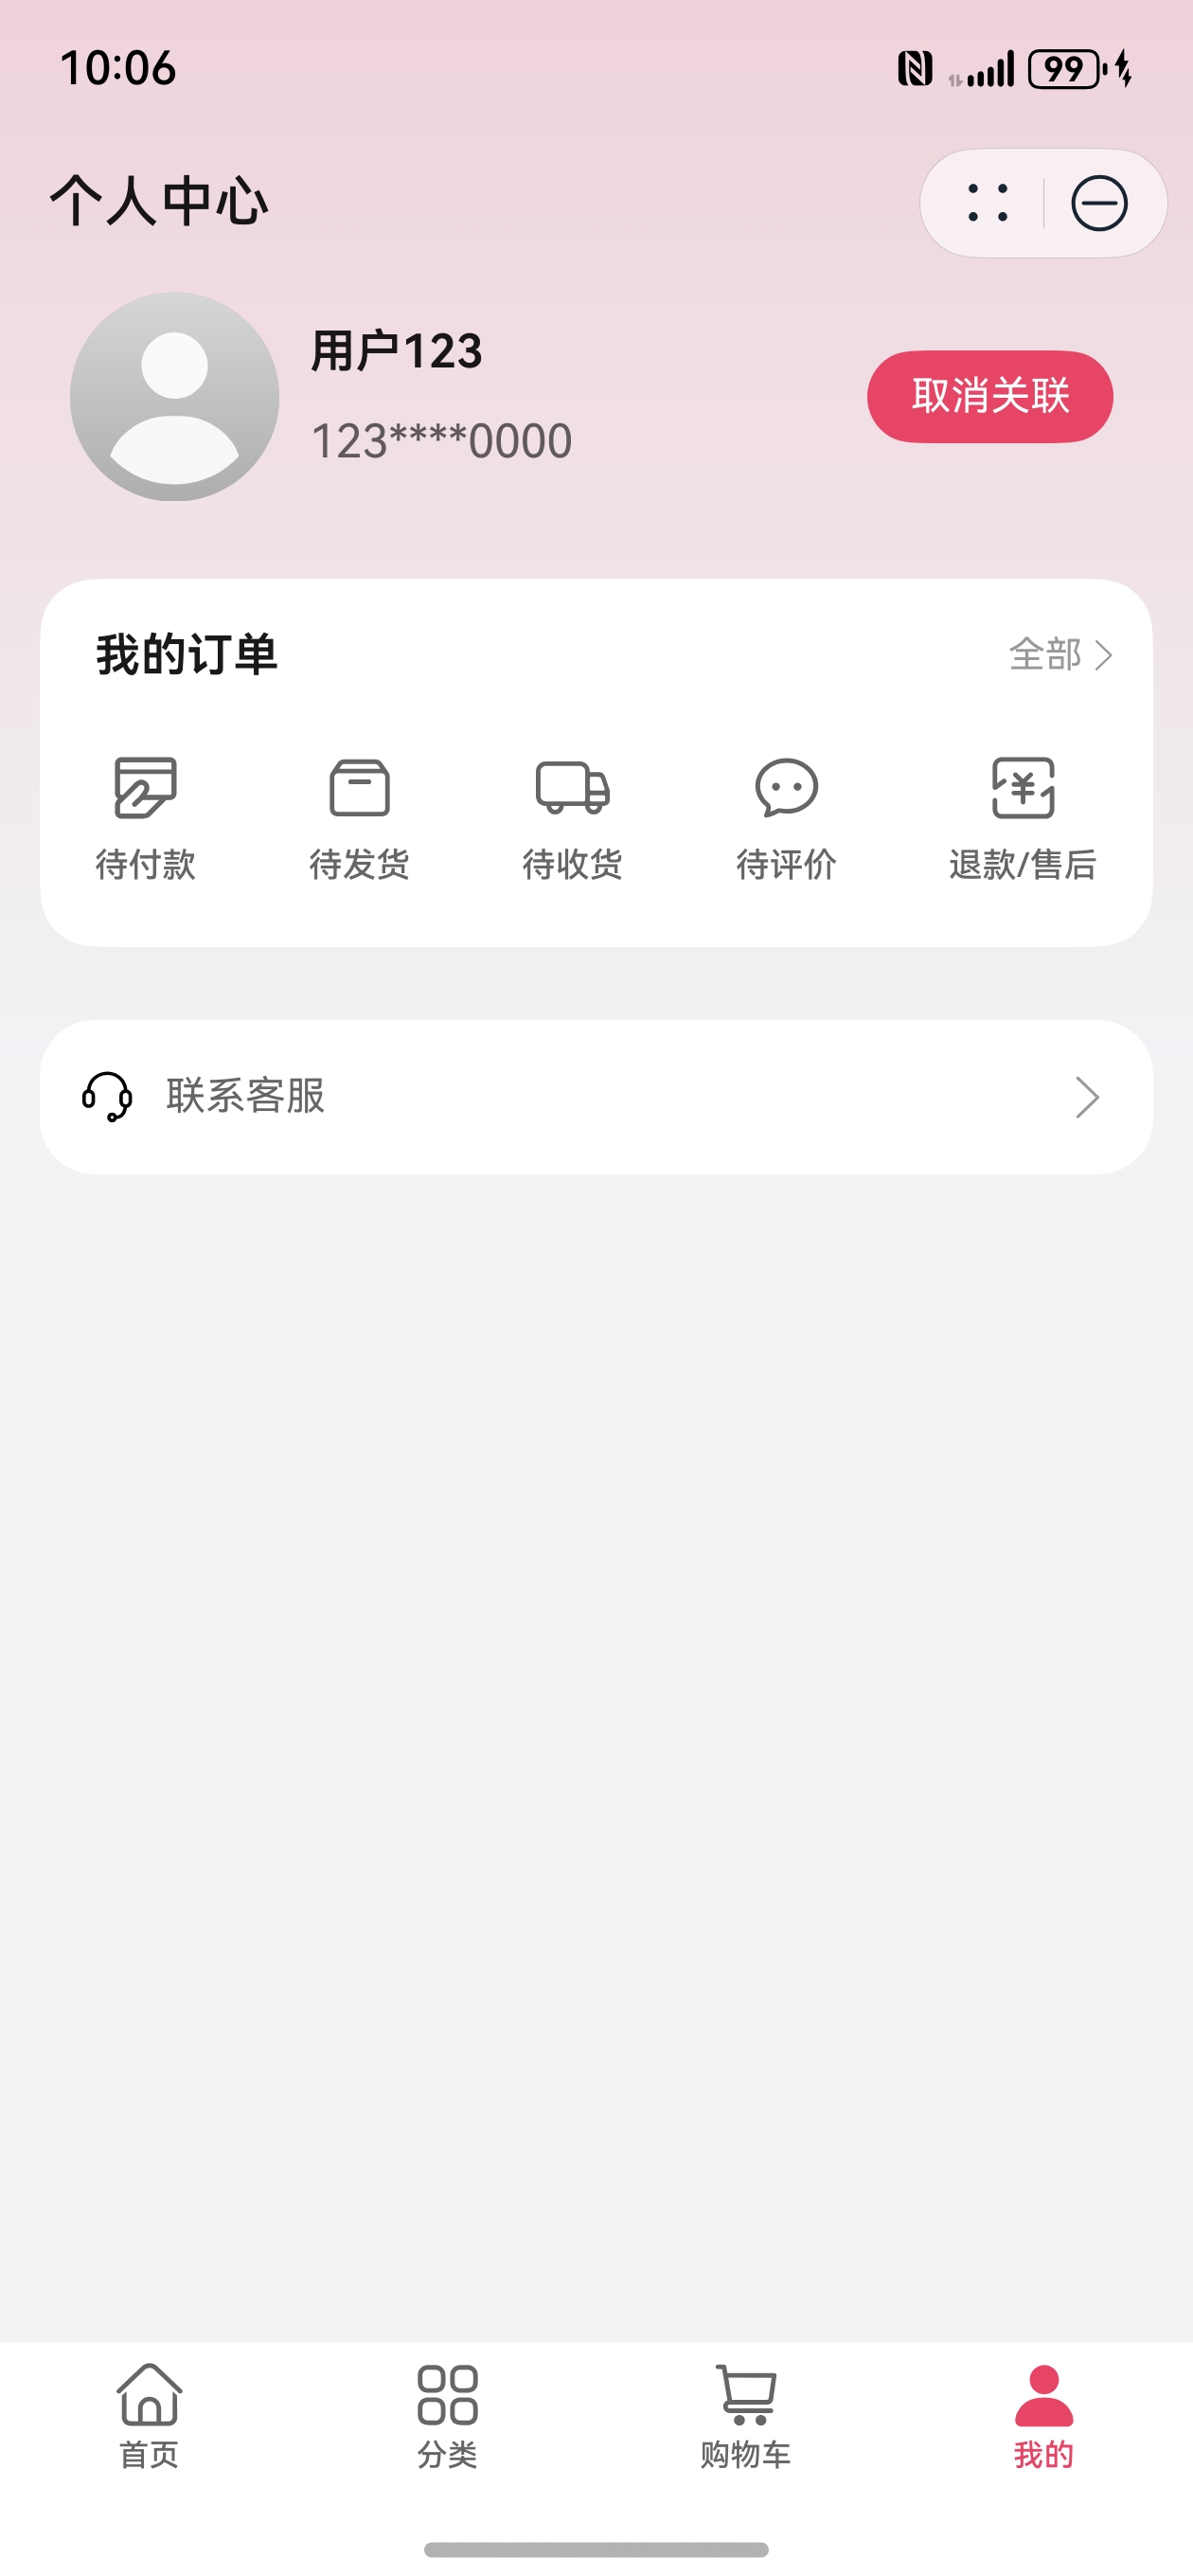 10:06
99
个人中心
用户123
123****0000
取消关联
我的订单
全部
待付款
待发货
待收货
待评价
退款/售后
联系客服
首页
分类
购物车
我的